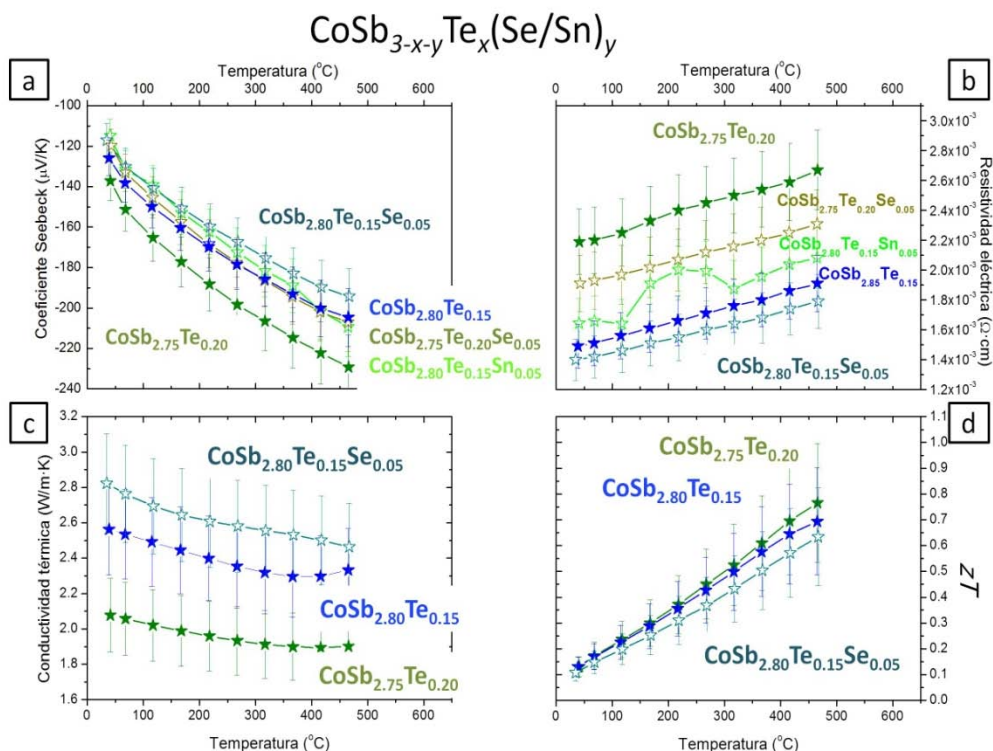 CoSb3-x-yTex(Se/Sn)y
a
Temperatura (°C)
0 100 200 300 400 500 600
Coeficiente Seebeck (μV/K)
-100
-120
-140
-160
-180
-200
-220
-240
CoSb2.80Te0.15Se0.05
CoSb2.80Te0.15
CoSb2.75Te0.20
CoSb2.75Te0.20Se0.05
CoSb2.80Te0.15Sn0.05
b
Temperatura (°C)
0 100 200 300 400 500 600
Resistividad eléctrica (Ω·cm)
3.0x10-3
2.8x10-3
2.6x10-3
2.4x10-3
2.2x10-3
2.0x10-3
1.8x10-3
1.6x10-3
1.4x10-3
1.2x10-3
CoSb2.75Te0.20
CoSb2.75Te0.20Se0.05
CoSb2.80Te0.15Sn0.05
CoSb2.85Te0.15
CoSb2.80Te0.15Se0.05
c
Conductividad térmica (W/m·K)
3.2
3.0
2.8
2.6
2.4
2.2
2.0
1.8
1.6
CoSb2.80Te0.15Se0.05
CoSb2.80Te0.15
CoSb2.75Te0.20
0 100 200 300 400 500 600
Temperatura (°C)
d
zT
1.1
1.0
0.9
0.8
0.7
0.6
0.5
0.4
0.3
0.2
0.1
0.0
CoSb2.75Te0.20
CoSb2.80Te0.15
CoSb2.80Te0.15Se0.05
0 100 200 300 400 500 600
Temperatura (°C)